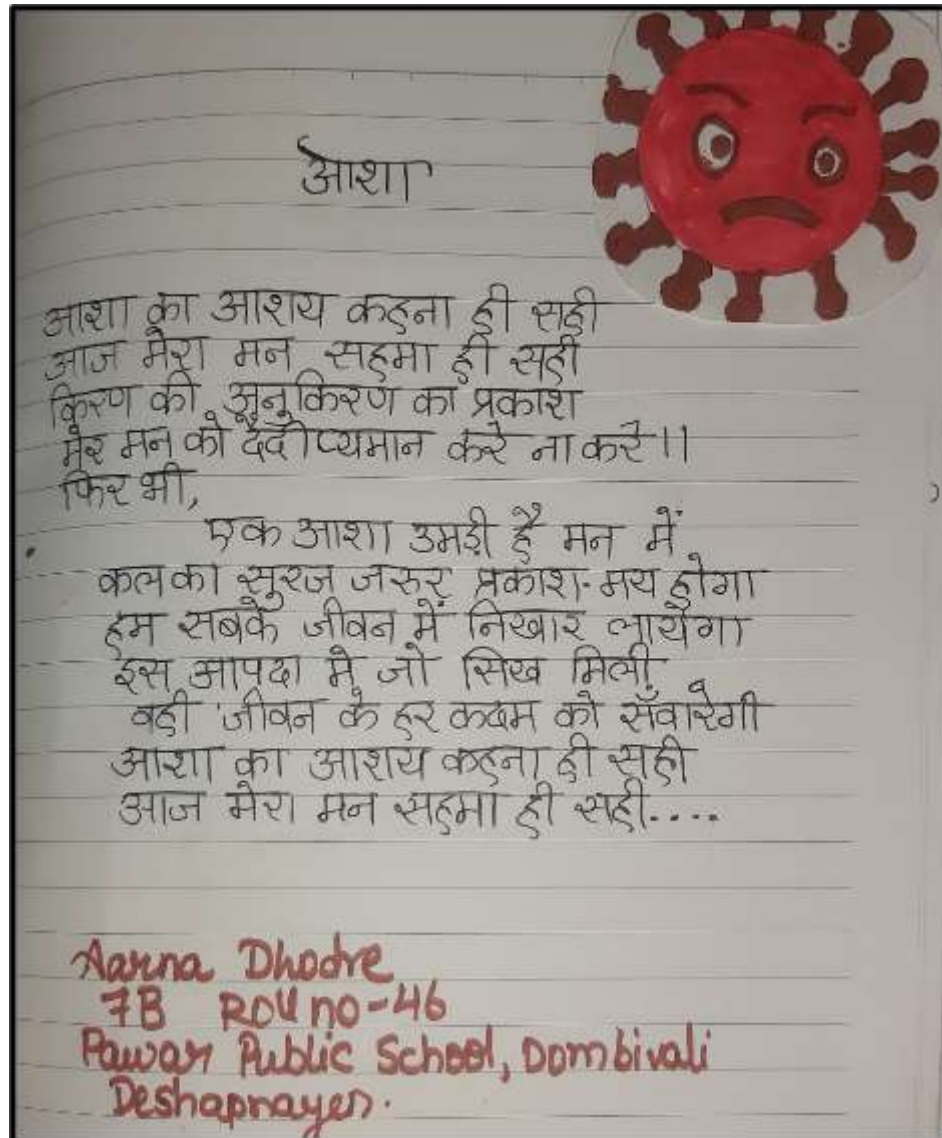 आशा
आशा का आशय कहना ही सही
आज मेरा मन सहमा ही सही
किरण की अनुकिरण का प्रकाश
मेरे मन को देदीप्यमान करे ना करे।।
फिर भी,
एक आशा उमड़ी है मन में
कल का सूरज जरुर प्रकाश-मय होगा
हम सबके जीवन में निखार लायेगा
इस आपदा मे जो सिख मिली
वही जीवन के हर कदम को सँवारेगी
आशा का आशय कहना ही सही
आज मेरा मन सहमा ही सही....
Aarna Dhodre
7B Roll no-46
Pawar Public School, Dombivali